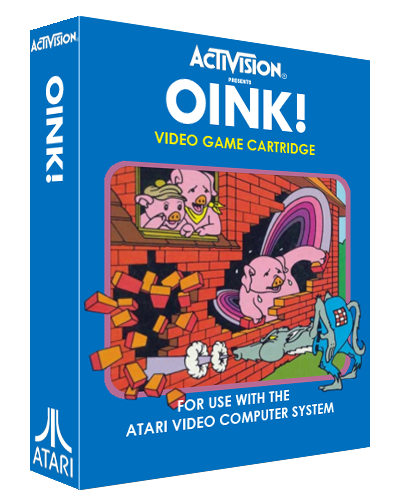 ACTIVISION®
OINK!
ATARI
ACTIVISION®
PRESENTS
OINK!
VIDEO GAME CARTRIDGE
FOR USE WITH THE
ATARI VIDEO COMPUTER SYSTEM